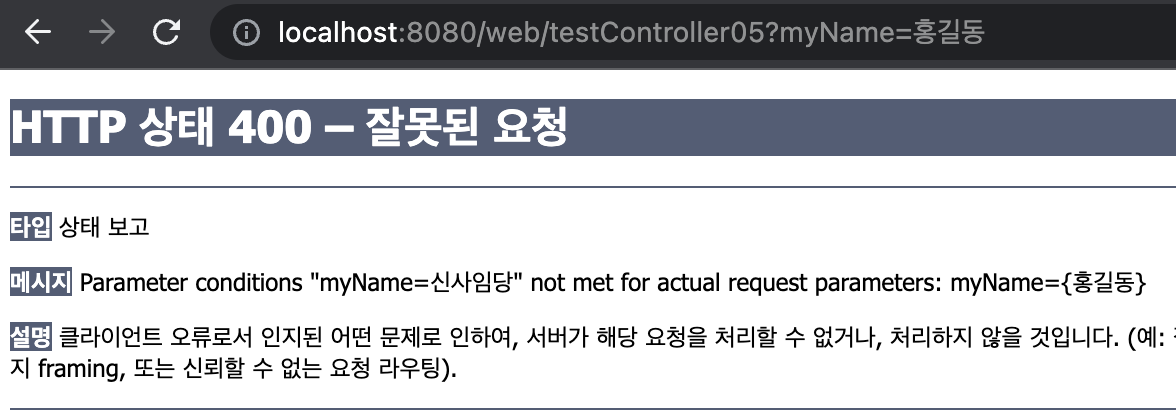 localhost:8080/web/testController05?myName=홍길동
HTTP 상태 400 – 잘못된 요청
타입 상태 보고
메시지 Parameter conditions "myName=신사임당" not met for actual request parameters: myName={홍길동}
설명 클라이언트 오류로서 인지된 어떤 문제로 인하여, 서버가 해당 요청을 처리할 수 없거나, 처리하지 않을 것입니다. (예:
지 framing, 또는 신뢰할 수 없는 요청 라우팅).